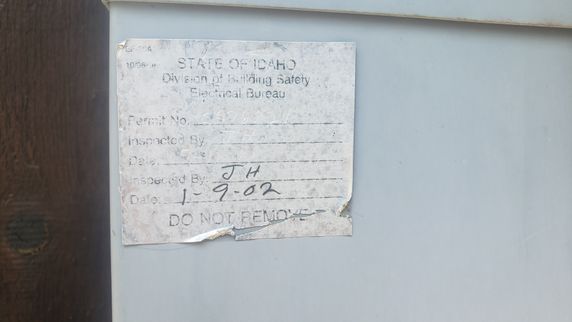 STATE OF IDAHO
Division of Building Safety
Electrical Bureau
Permit No.
Inspected By
Date
Inspected By JH
Date 1-9-02
DO NOT REMOVE